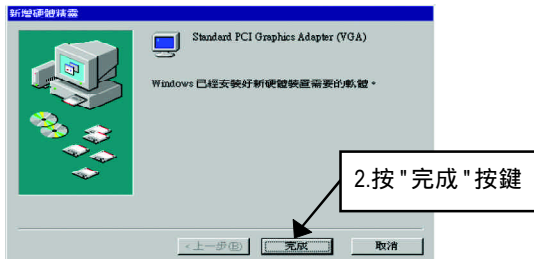 新增硬體精靈
Standard PCI Graphics Adapter (VGA)
Windows 已經安裝好新硬體裝置需要的軟體。
2.按"完成"按鍵
<上一步(B)
完成
取消